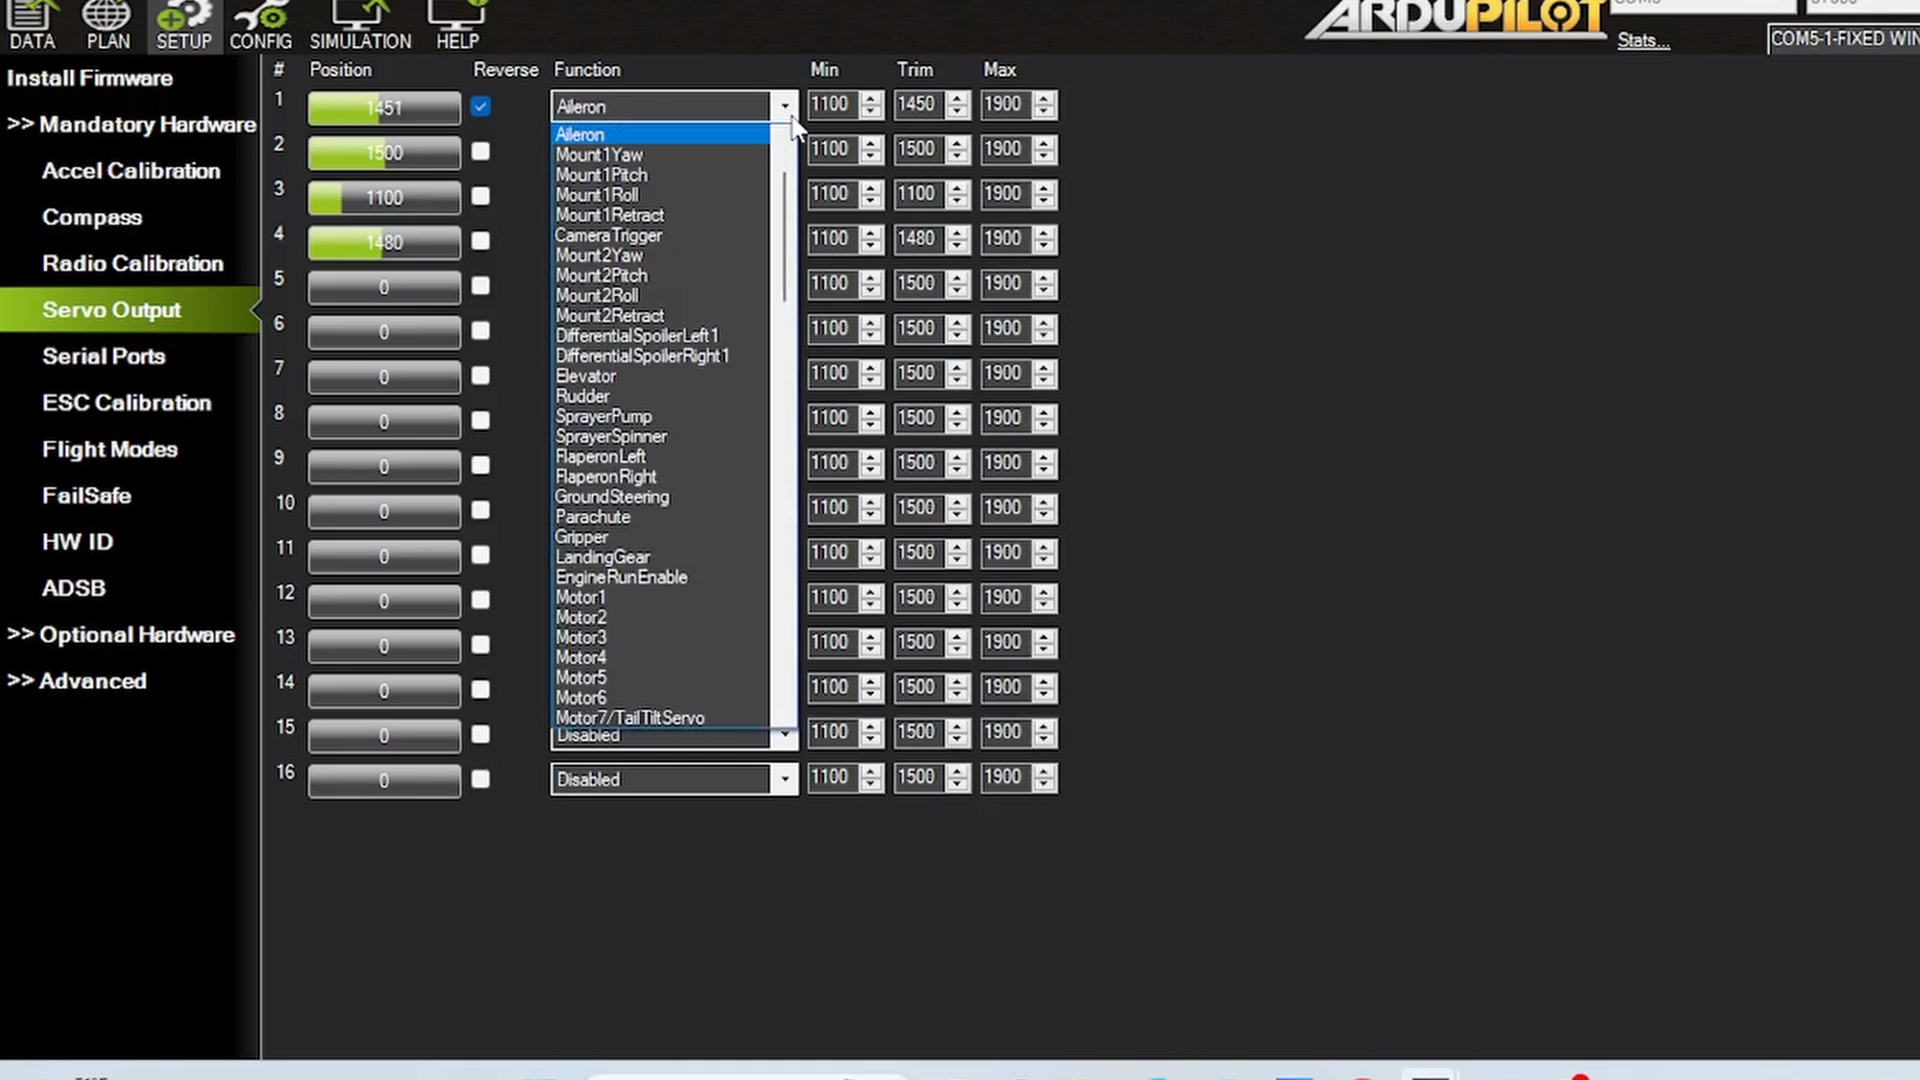 DATA PLAN SETUP CONFIG SIMULATION HELP
ARDUPILOT
Stats...
COM5-1-FIXED WIN
Install Firmware
>> Mandatory Hardware
Accel Calibration
Compass
Radio Calibration
Servo Output
Serial Ports
ESC Calibration
Flight Modes
FailSafe
HW ID
ADSB
>> Optional Hardware
>> Advanced
# Position Reverse Function Min Trim Max
1 1451 Aileron 1100 1450 1900
2 1500 1100 1500 1900
3 1100 1100 1100 1900
4 1480 1100 1480 1900
5 0 1100 1500 1900
6 0 1100 1500 1900
7 0 1100 1500 1900
8 0 1100 1500 1900
9 0 1100 1500 1900
10 0 1100 1500 1900
11 0 1100 1500 1900
12 0 1100 1500 1900
13 0 1100 1500 1900
14 0 1100 1500 1900
15 0 Disabled 1100 1500 1900
16 0 Disabled 1100 1500 1900
Aileron
Mount1Yaw
Mount1Pitch
Mount1Roll
Mount1Retract
CameraTrigger
Mount2Yaw
Mount2Pitch
Mount2Roll
Mount2Retract
DifferentialSpoilerLeft1
DifferentialSpoilerRight1
Elevator
Rudder
SprayerPump
SprayerSpinner
FlaperonLeft
FlaperonRight
GroundSteering
Parachute
Gripper
LandingGear
EngineRunEnable
Motor1
Motor2
Motor3
Motor4
Motor5
Motor6
Motor7/TailTiltServo